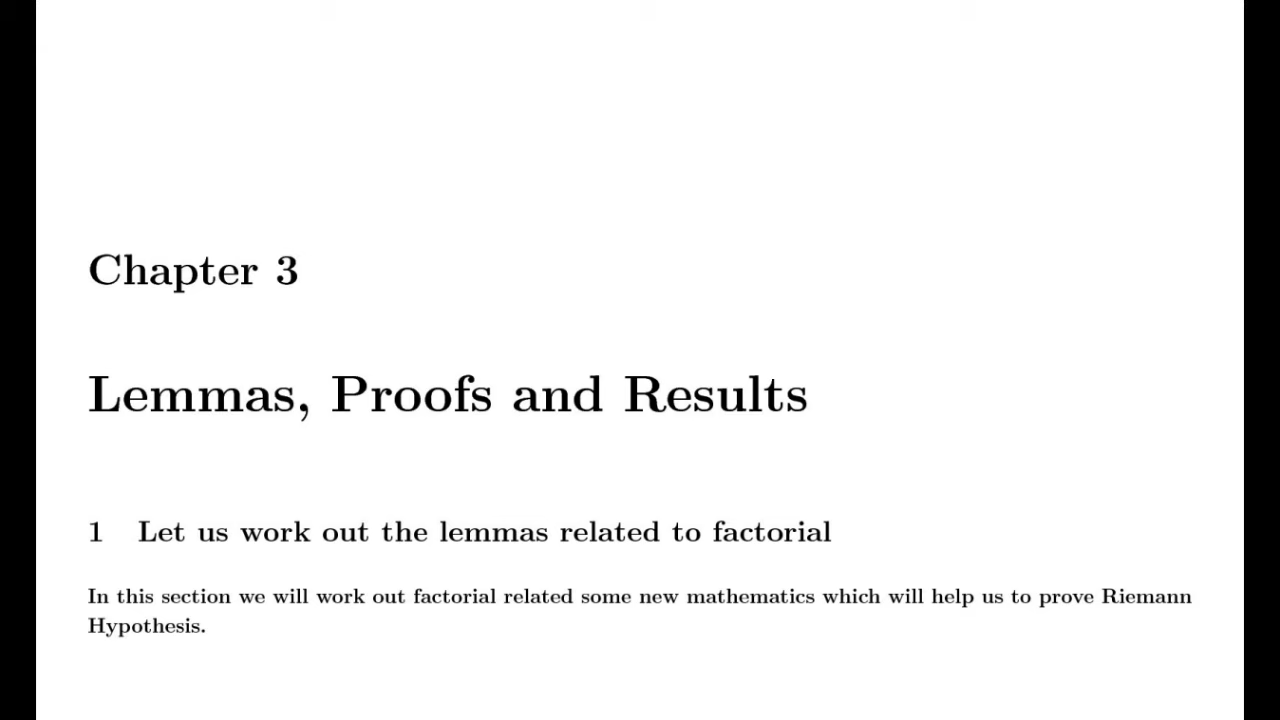 Chapter 3
Lemmas, Proofs and Results
1 Let us work out the lemmas related to factorial
In this section we will work out factorial related some new mathematics which will help us to prove Riemann
Hypothesis.